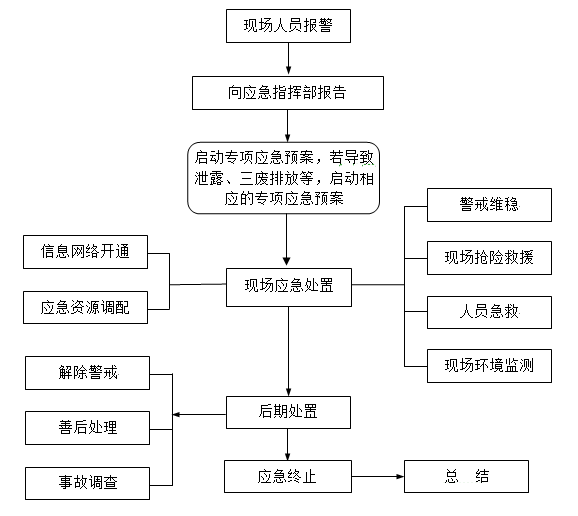 现场人员报警
向应急指挥部报告
启动专项应急预案，若导致
泄露、三废排放等，启动相
应的专项应急预案
警戒维稳
信息网络开通
现场抢险救援
现场应急处置
应急资源调配
人员急救
现场环境监测
解除警戒
后期处置
善后处理
事故调查
应急终止
总 结